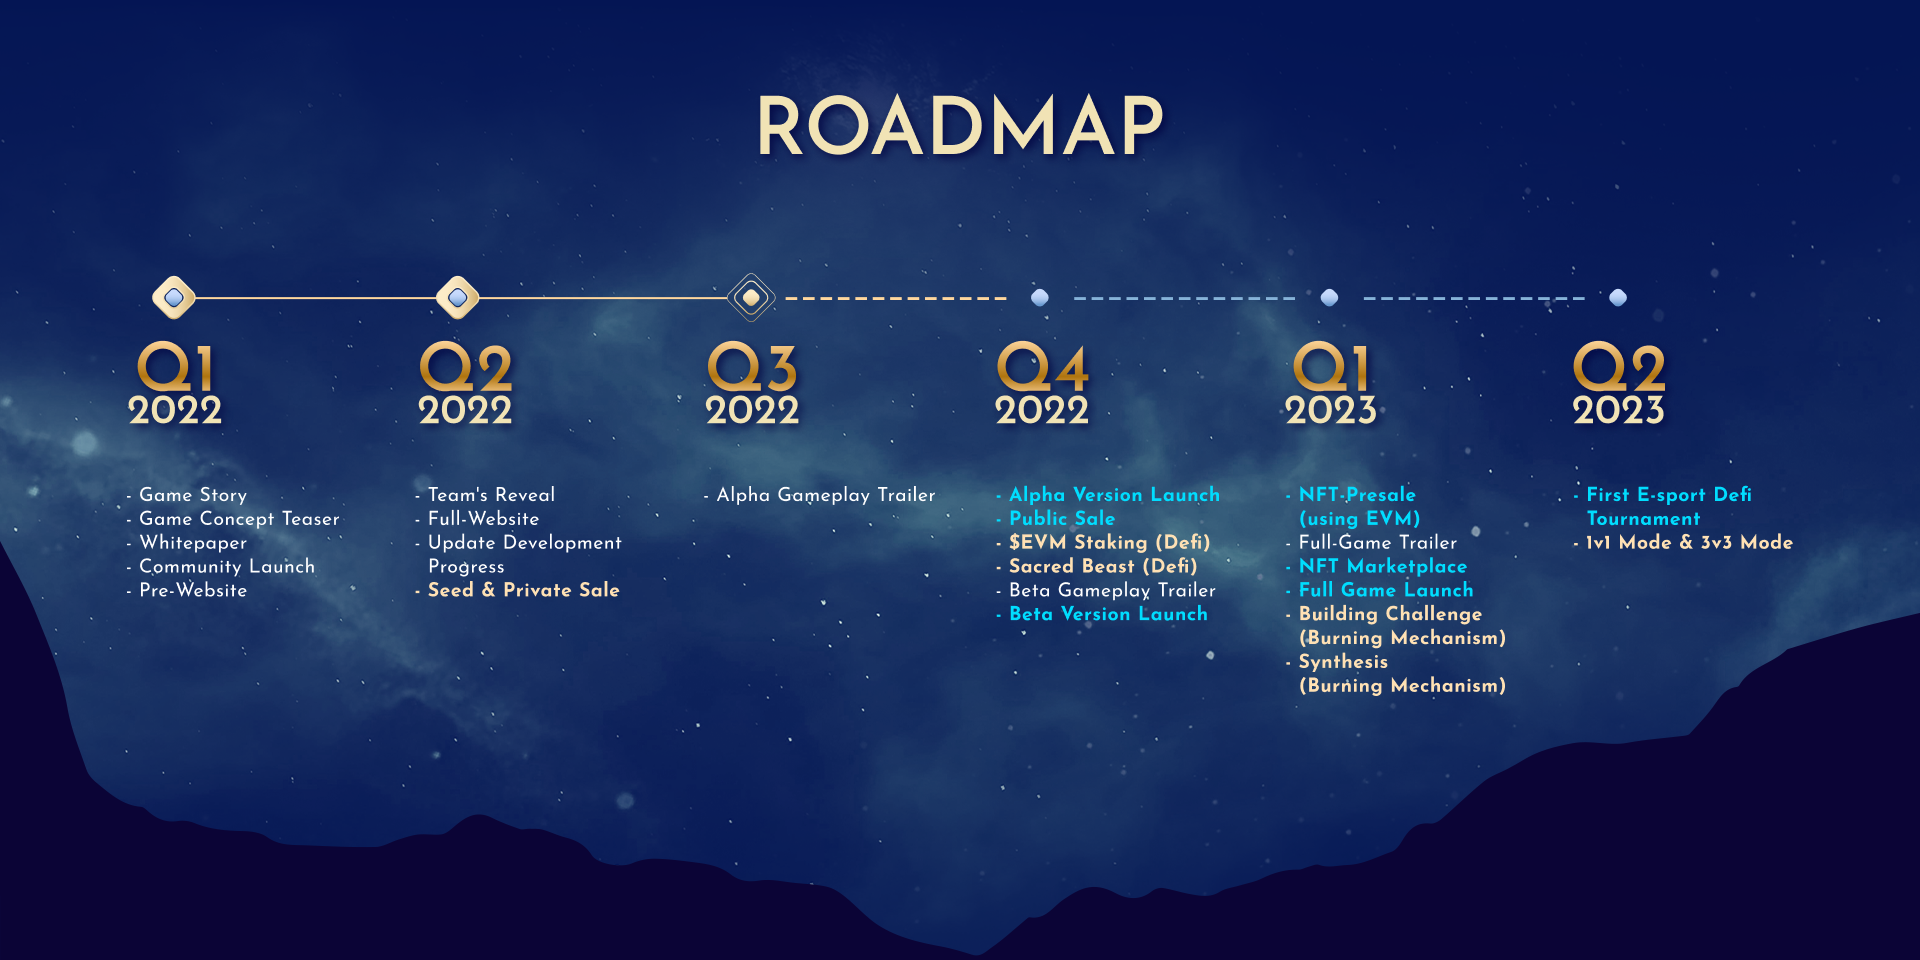 ROADMAP
Q1
2022
- Game Story
- Game Concept Teaser
- Whitepaper
- Community Launch
- Pre-Website
Q2
2022
- Team's Reveal
- Full-Website
- Update Development
Progress
- Seed & Private Sale
Q3
2022
- Alpha Gameplay Trailer
Q4
2022
- Alpha Version Launch
- Public Sale
- $EVM Staking (Defi)
- Sacred Beast (Defi)
- Beta Gameplay Trailer
- Beta Version Launch
Q1
2023
- NFT-Presale
(using EVM)
- Full-Game Trailer
- NFT Marketplace
- Full Game Launch
- Building Challenge
(Burning Mechanism)
- Synthesis
(Burning Mechanism)
Q2
2023
- First E-sport Defi
Tournament
- 1v1 Mode & 3v3 Mode